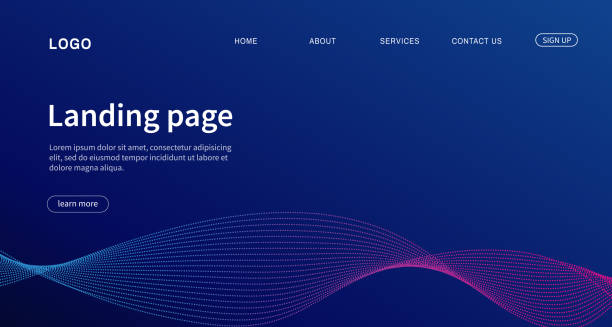 LOGO
HOME ABOUT SERVICES CONTACT US SIGN UP
Landing page
Lorem ipsum dolor sit amet, consectetur adipiscing
elit, sed do eiusmod tempor incididunt ut labore et
dolore magna aliqua.
learn more